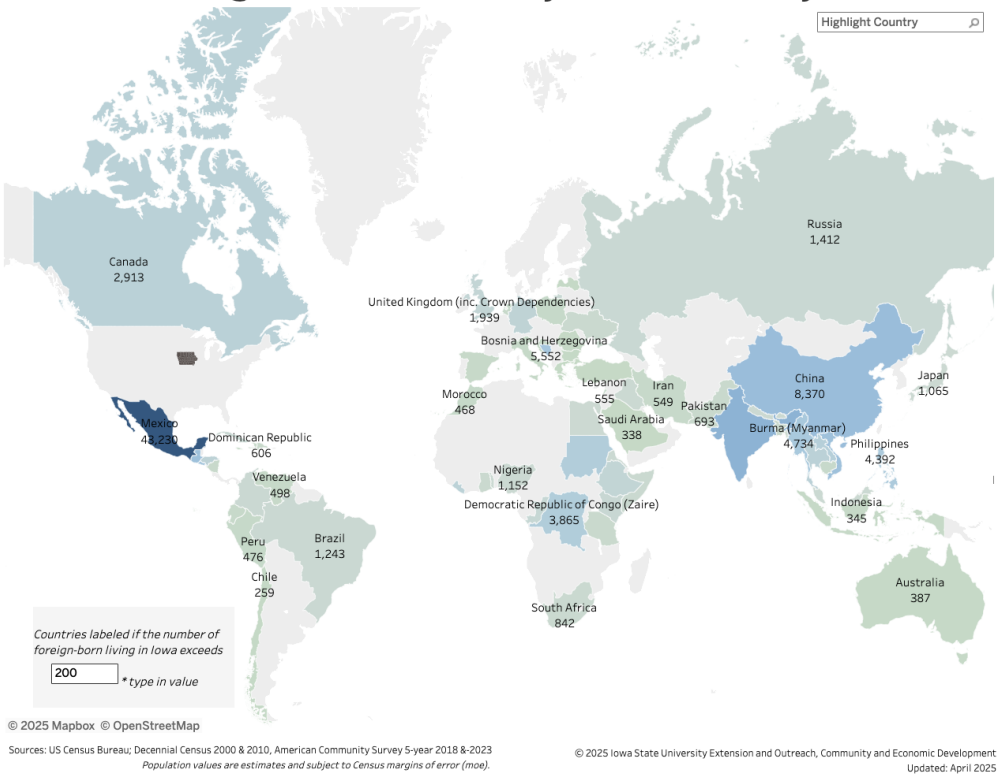 Highlight Country
Russia
1,412
Canada
2,913
United Kingdom (inc. Crown Dependencies)
1,939
Bosnia and Herzegovina
5,552
China
8,370
Japan
1,065
Lebanon
555
Iran
549
Morocco
468
Pakistan
693
Saudi Arabia
338
Mexico
43,230
Burma (Myanmar)
4,734
Philippines
4,392
Dominican Republic
606
Nigeria
1,152
Venezuela
498
Democratic Republic of Congo (Zaire)
3,865
Indonesia
345
Peru
476
Brazil
1,243
Chile
259
Australia
387
South Africa
842
Countries labeled if the number of
foreign-born living in Iowa exceeds
200
* type in value
© 2025 Mapbox © OpenStreetMap
Sources: US Census Bureau; Decennial Census 2000 & 2010, American Community Survey 5-year 2018 &-2023
Population values are estimates and subject to Census margins of error (moe).
© 2025 Iowa State University Extension and Outreach, Community and Economic Development
Updated: April 2025